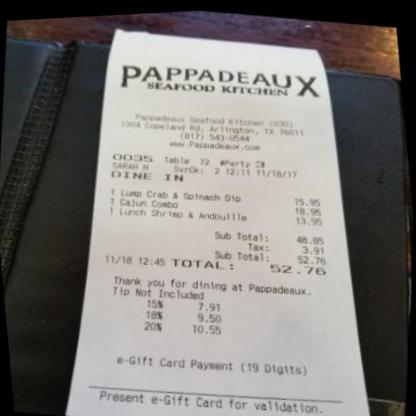 PAPPADEAUX
SEAFOOD KITCHEN
Pappadeaux Seafood Kitchen (030)
1304 Copeland Rd, Arlington, TX 76011
(817) 543-0544
www.Pappadeaux.com
0035 Table 72 #Party 3
SARAH H SvrCk: 2 12:11 11/18/17
DINE IN
1 Lump Crab & Spinach Dip 15.95
1 Cajun Combo 18.95
1 Lunch Shrimp & Andouille 13.95
Sub Total: 48.85
Tax: 3.91
Sub Total: 52.76
11/18 12:45 TOTAL: 52.76
Thank you for dining at Pappadeaux.
Tip Not Included
15% 7.91
18% 9.50
20% 10.55
e-Gift Card Payment (19 Digits)
Present e-Gift Card for validation.